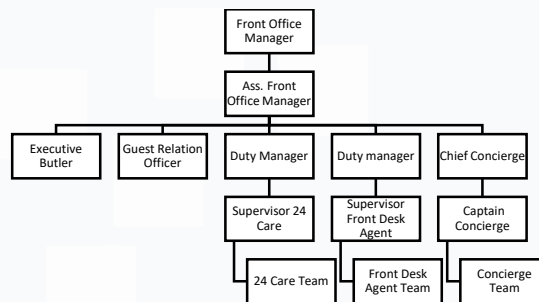 Front Office
Manager
Ass. Front
Office Manager
Executive
Butler
Guest Relation
Officer
Duty Manager
Duty manager
Chief Concierge
Supervisor 24
Care
Supervisor
Front Desk
Agent
Captain
Concierge
24 Care Team
Front Desk
Agent Team
Concierge
Team